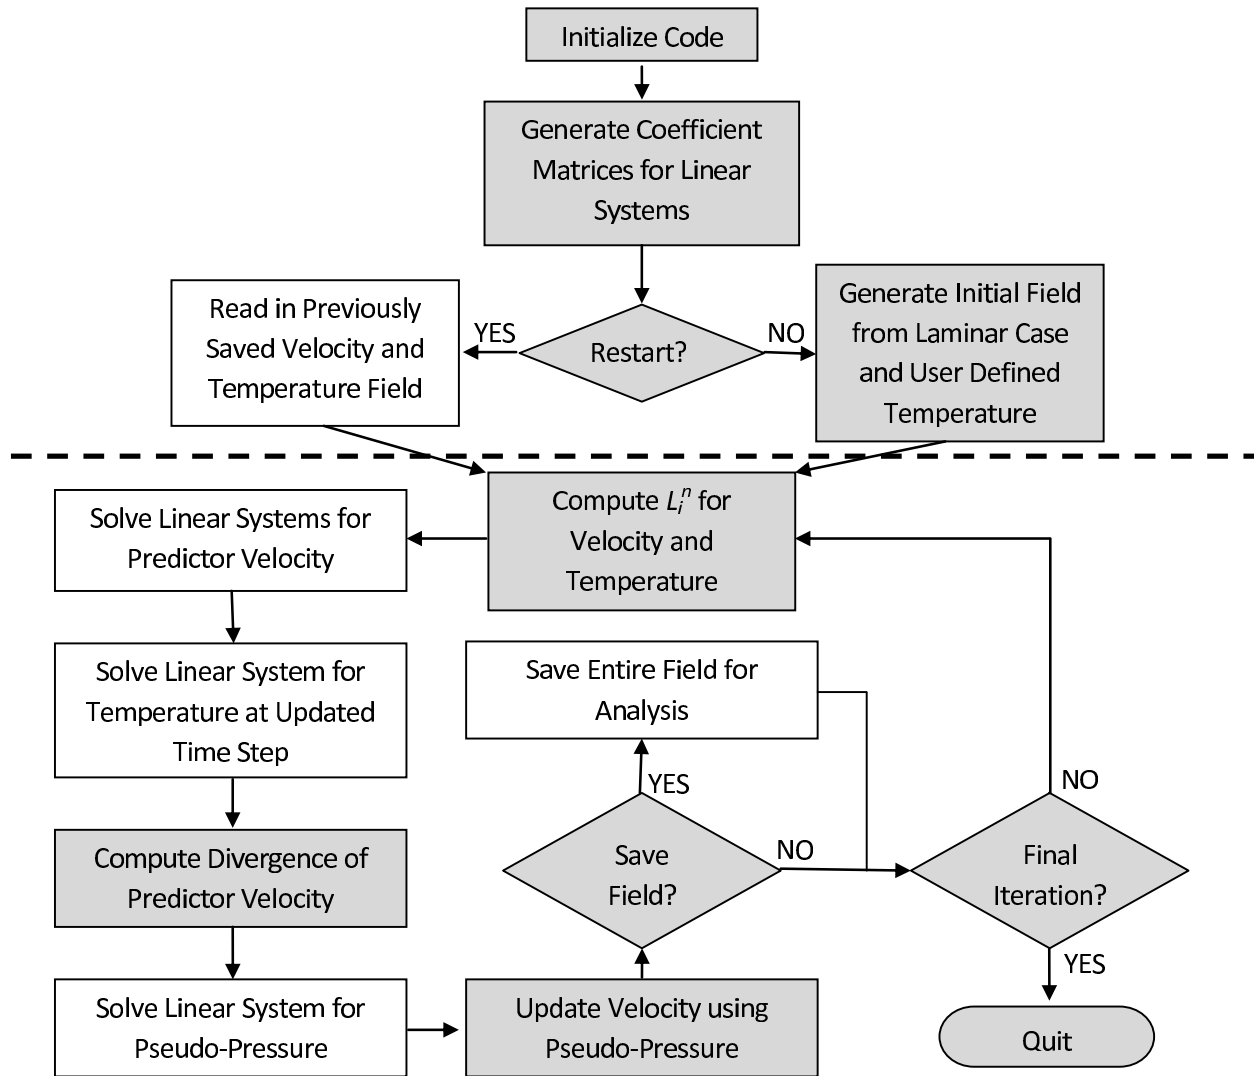 Initialize Code
Generate Coefficient
Matrices for Linear
Systems
Read in Previously
Saved Velocity and
Temperature Field
YES
Restart?
NO
Generate Initial Field
from Laminar Case
and User Defined
Temperature
Compute Lᵢⁿ for
Velocity and
Temperature
Solve Linear Systems for
Predictor Velocity
Solve Linear System for
Temperature at Updated
Time Step
Compute Divergence of
Predictor Velocity
Solve Linear System for
Pseudo-Pressure
Update Velocity using
Pseudo-Pressure
Save
Field?
YES
Save Entire Field for
Analysis
NO
Final
Iteration?
NO
YES
Quit